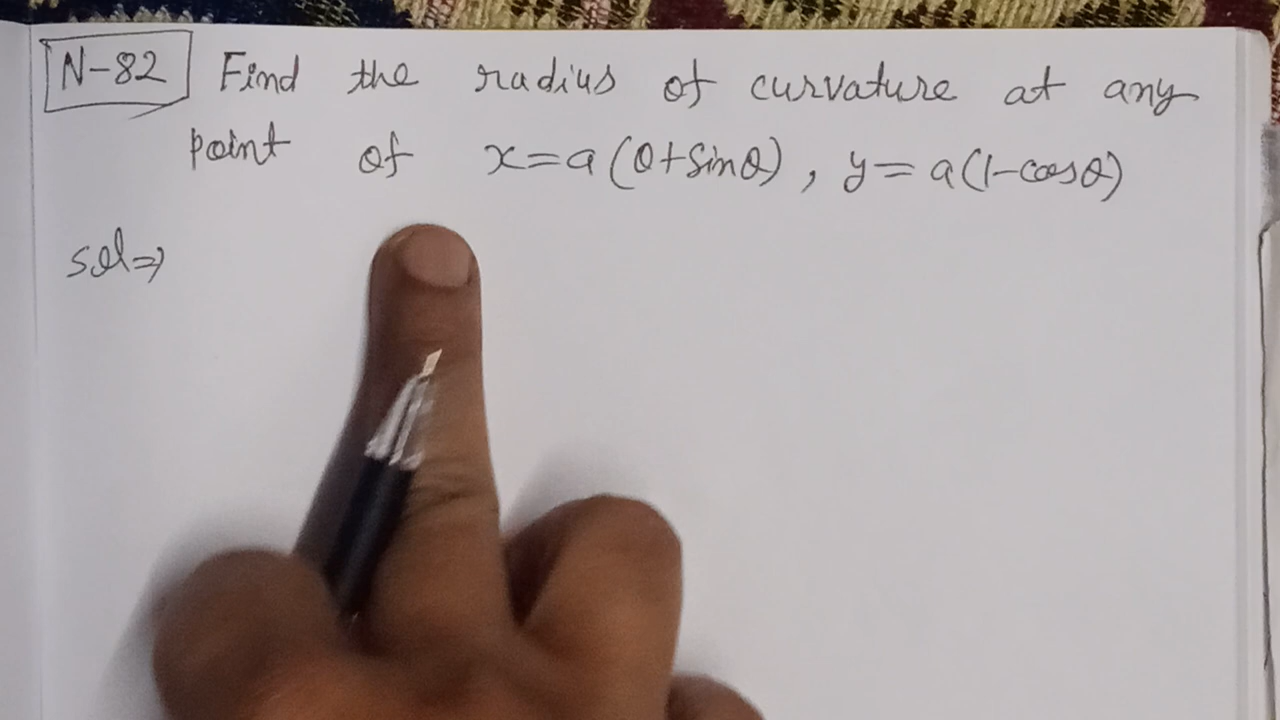 N-82 Find the radius of curvature at any
point of x=a(θ+sinθ), y=a(1-cosθ)
sol⇒